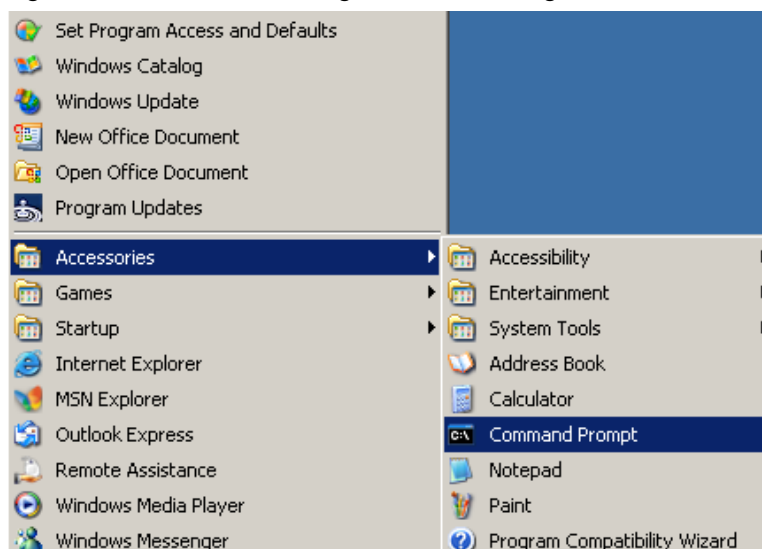 Set Program Access and Defaults
Windows Catalog
Windows Update
New Office Document
Open Office Document
Program Updates
Accessories
Games
Startup
Internet Explorer
MSN Explorer
Outlook Express
Remote Assistance
Windows Media Player
Windows Messenger
Accessibility
Entertainment
System Tools
Address Book
Calculator
C:\ Command Prompt
Notepad
Paint
Program Compatibility Wizard